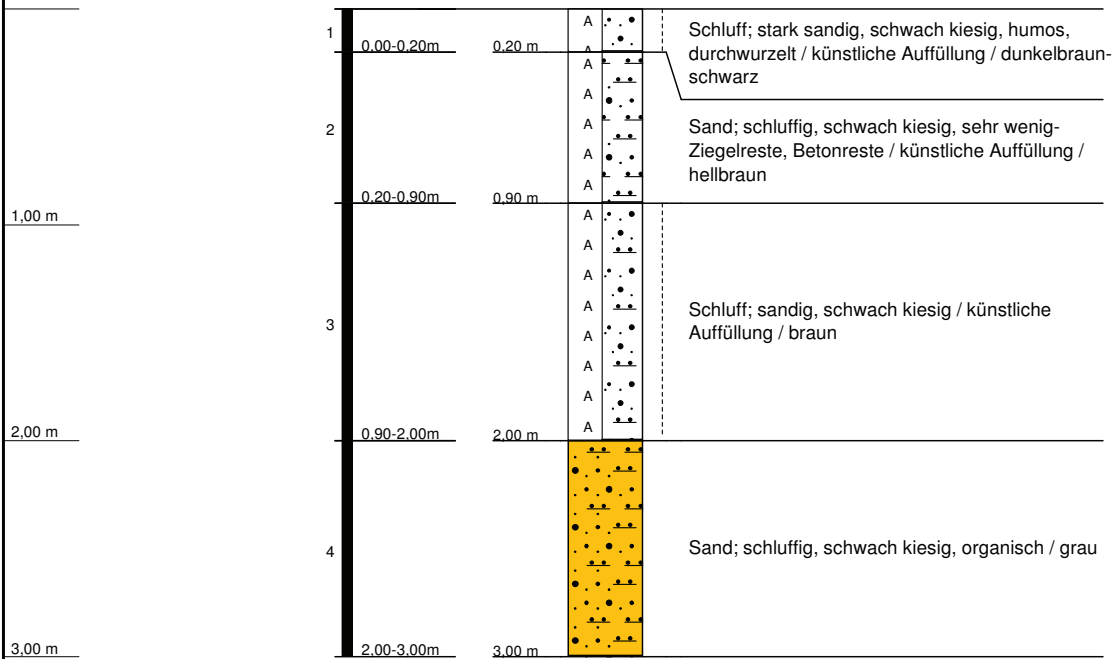 1
0,00-0,20m
0,20 m
A
A
Schluff; stark sandig, schwach kiesig, humos,
durchwurzelt / künstliche Auffüllung / dunkelbraun-
schwarz
2
0,20-0,90m
0,90 m
A
A
A
A
A
Sand; schluffig, schwach kiesig, sehr wenig-
Ziegelreste, Betonreste / künstliche Auffüllung /
hellbraun
1,00 m
3
0,90-2,00m
2,00 m
A
A
A
A
A
A
A
A
Schluff; sandig, schwach kiesig / künstliche
Auffüllung / braun
2,00 m
4
2,00-3,00m
3,00 m
Sand; schluffig, schwach kiesig, organisch / grau
3,00 m